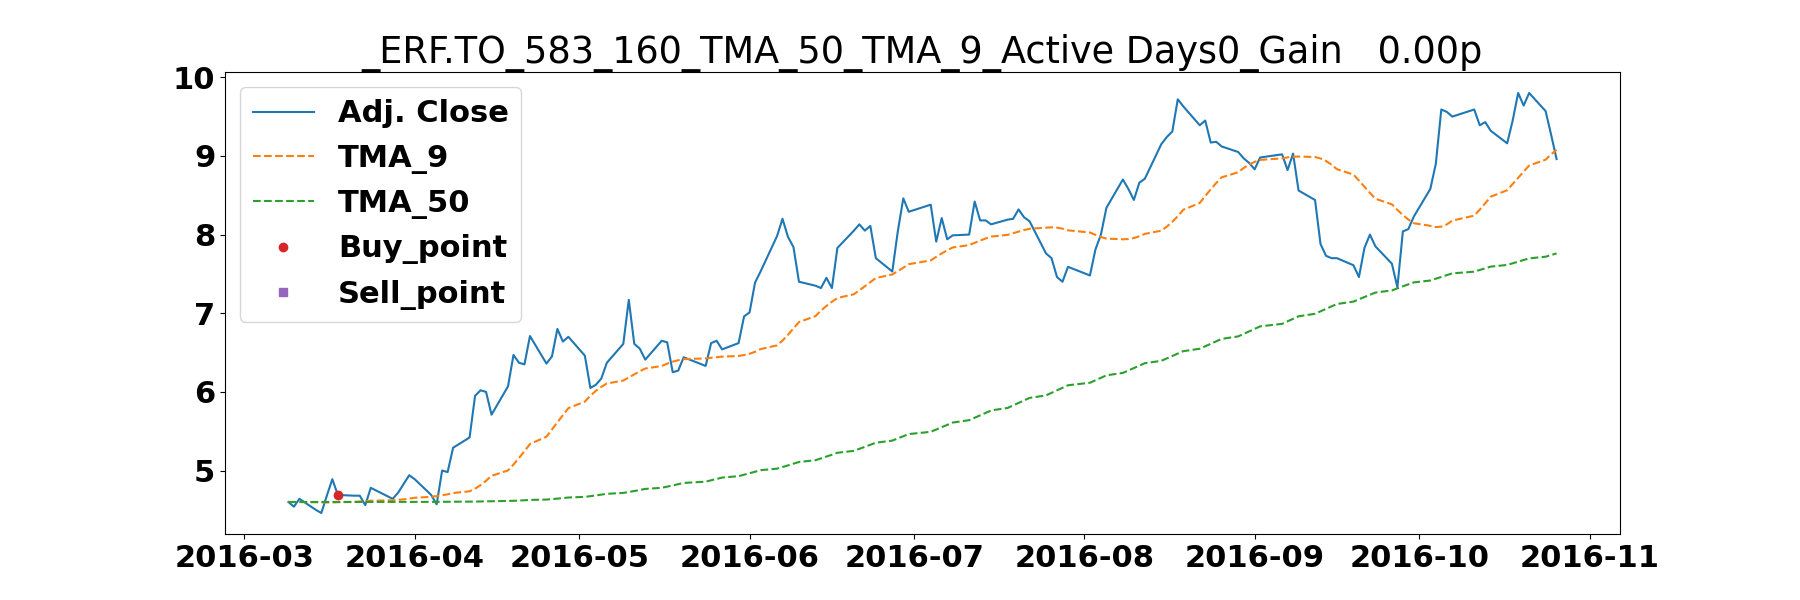 _ERF.TO_583_160_TMA_50_TMA_9_Active Days0_Gain   0.00p
10
9
8
7
6
5
Adj. Close
TMA_9
TMA_50
Buy_point
Sell_point
2016-03 2016-04 2016-05 2016-06 2016-07 2016-08 2016-09 2016-10 2016-11